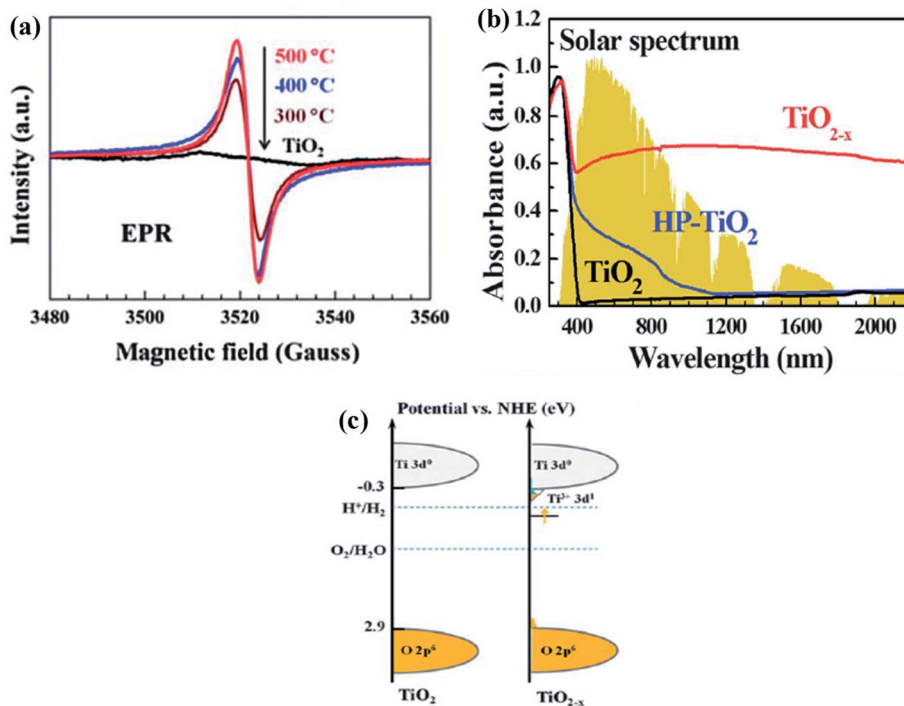 (a)
500 °C
400 °C
300 °C
TiO₂
EPR
Intensity (a.u.)
3480 3500 3520 3540 3560
Magnetic field (Gauss)
(b)
Solar spectrum
TiO₂₋ₓ
HP-TiO₂
TiO₂
Absorbance (a.u.)
1.2
1.0
0.8
0.6
0.4
0.2
0.0
400 800 1200 1600 2000
Wavelength (nm)
(c)
Potential vs. NHE (eV)
Ti 3d⁰
Ti 3d⁰
-0.3
Ti³⁺ 3d¹
H⁺/H₂
O₂/H₂O
2.9
O 2p⁶
O 2p⁶
TiO₂
TiO₂₋ₓ